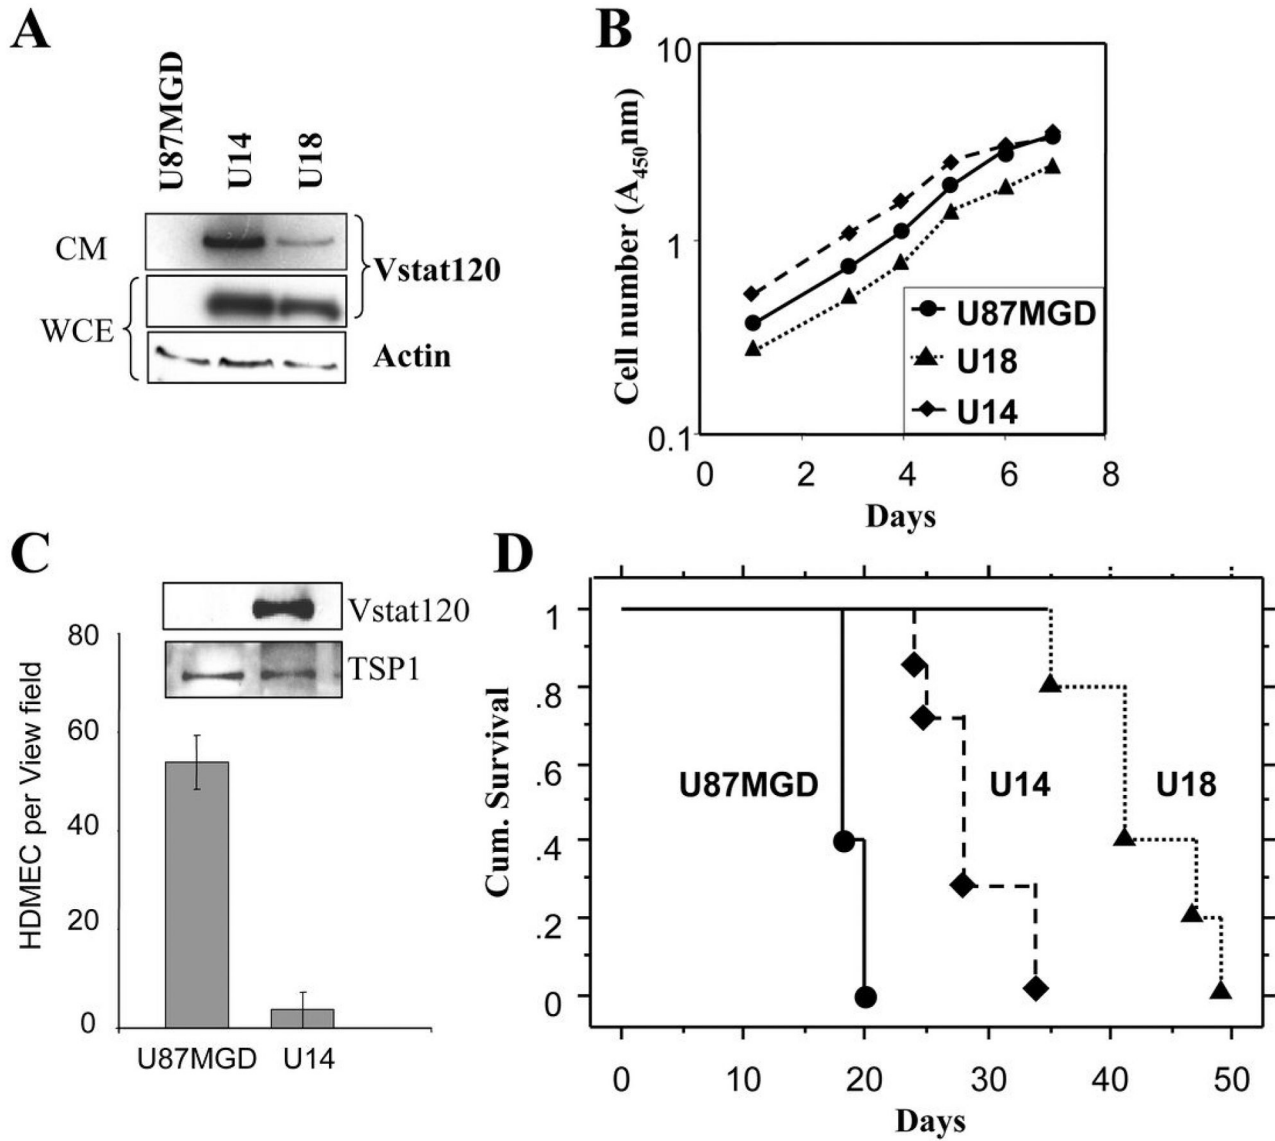 A
U87MGD
U14
U18
CM
Vstat120
WCE
Actin
B
Cell number (A450nm)
10
1
0.1
U87MGD
U18
U14
0 2 4 6 8
Days
C
Vstat120
TSP1
HDMEC per View field
80
60
40
20
0
U87MGD U14
D
Cum. Survival
1
.8
.6
.4
.2
0
U87MGD U14 U18
0 10 20 30 40 50
Days